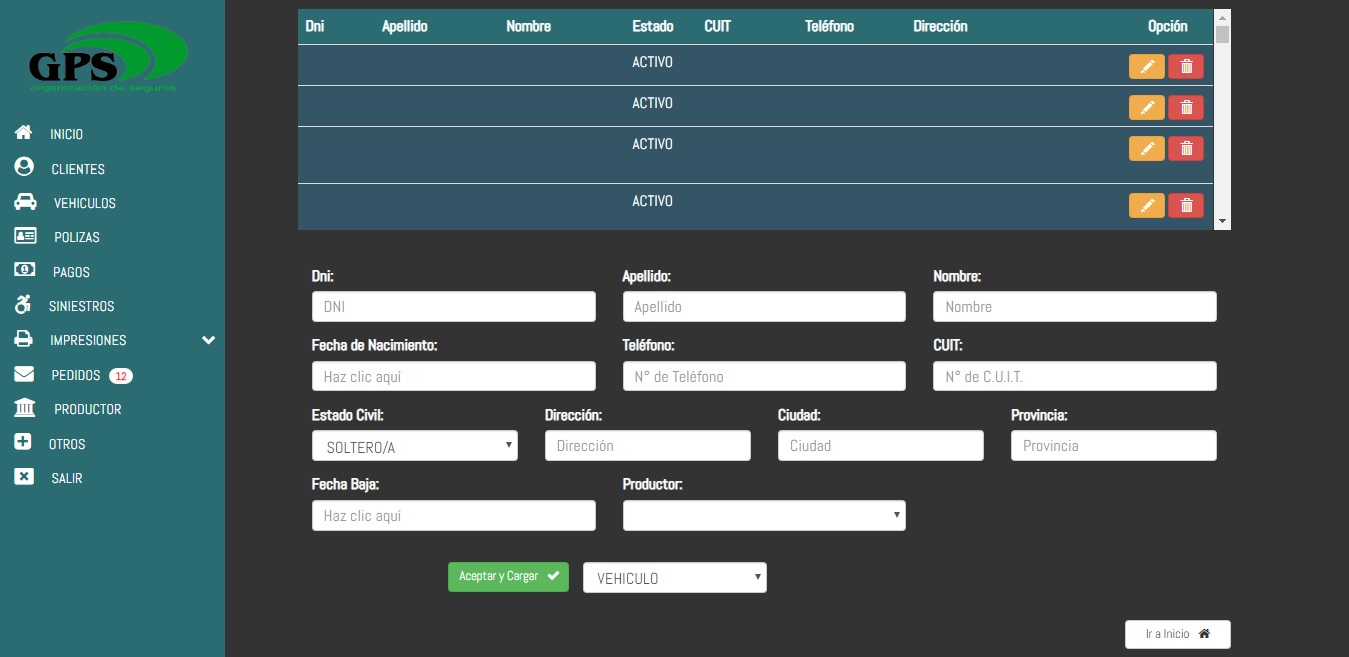 GPS
organización de seguros
INICIO
CLIENTES
VEHICULOS
POLIZAS
PAGOS
SINIESTROS
IMPRESIONES
PEDIDOS 12
PRODUCTOR
OTROS
SALIR
Dni Apellido Nombre Estado CUIT Teléfono Dirección Opción
ACTIVO
ACTIVO
ACTIVO
ACTIVO
Dni: Apellido: Nombre:
DNI Apellido Nombre
Fecha de Nacimiento: Teléfono: CUIT:
Haz clic aquí N° de Teléfono N° de C.U.I.T.
Estado Civil: Dirección: Ciudad: Provincia:
SOLTERO/A Dirección Ciudad Provincia
Fecha Baja: Productor:
Haz clic aquí
Aceptar y Cargar VEHICULO
Ir a Inicio